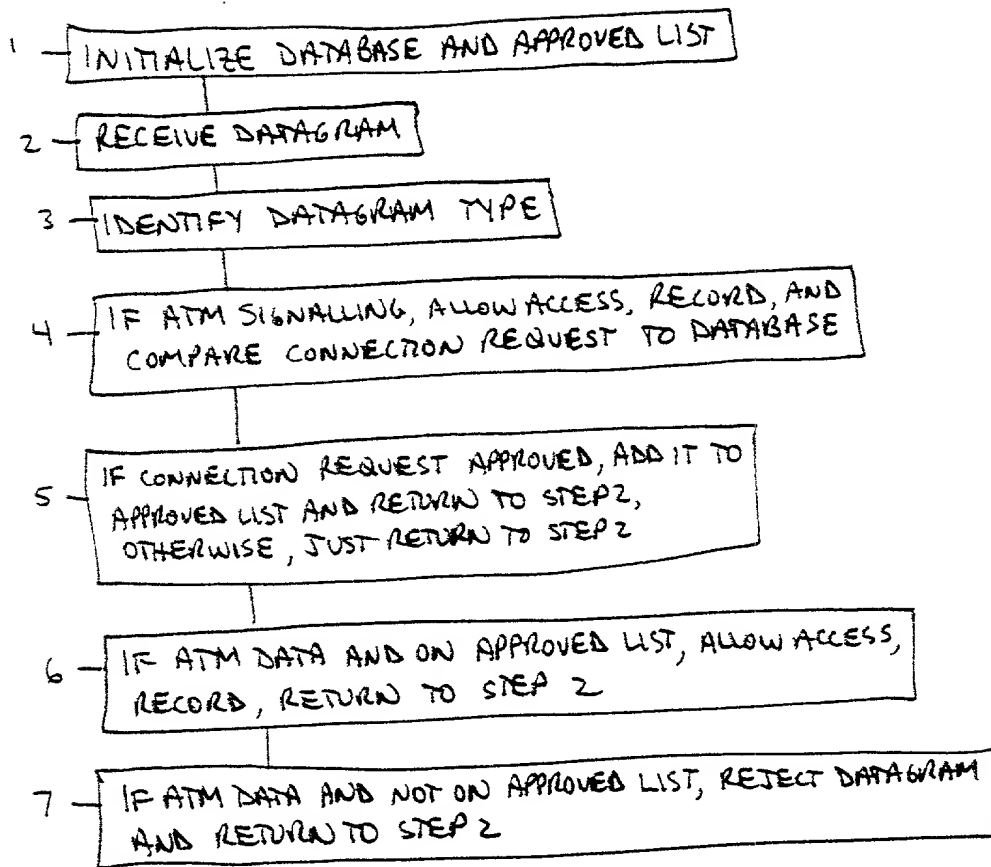 1 INITIALIZE DATABASE AND APPROVED LIST
2 RECEIVE DATAGRAM
3 IDENTIFY DATAGRAM TYPE
4 IF ATM SIGNALLING, ALLOW ACCESS, RECORD, AND
COMPARE CONNECTION REQUEST TO DATABASE
5 IF CONNECTION REQUEST APPROVED, ADD IT TO
APPROVED LIST AND RETURN TO STEP 2,
OTHERWISE, JUST RETURN TO STEP 2
6 IF ATM DATA AND ON APPROVED LIST, ALLOW ACCESS,
RECORD, RETURN TO STEP 2
7 IF ATM DATA AND NOT ON APPROVED LIST, REJECT DATAGRAM
AND RETURN TO STEP 2